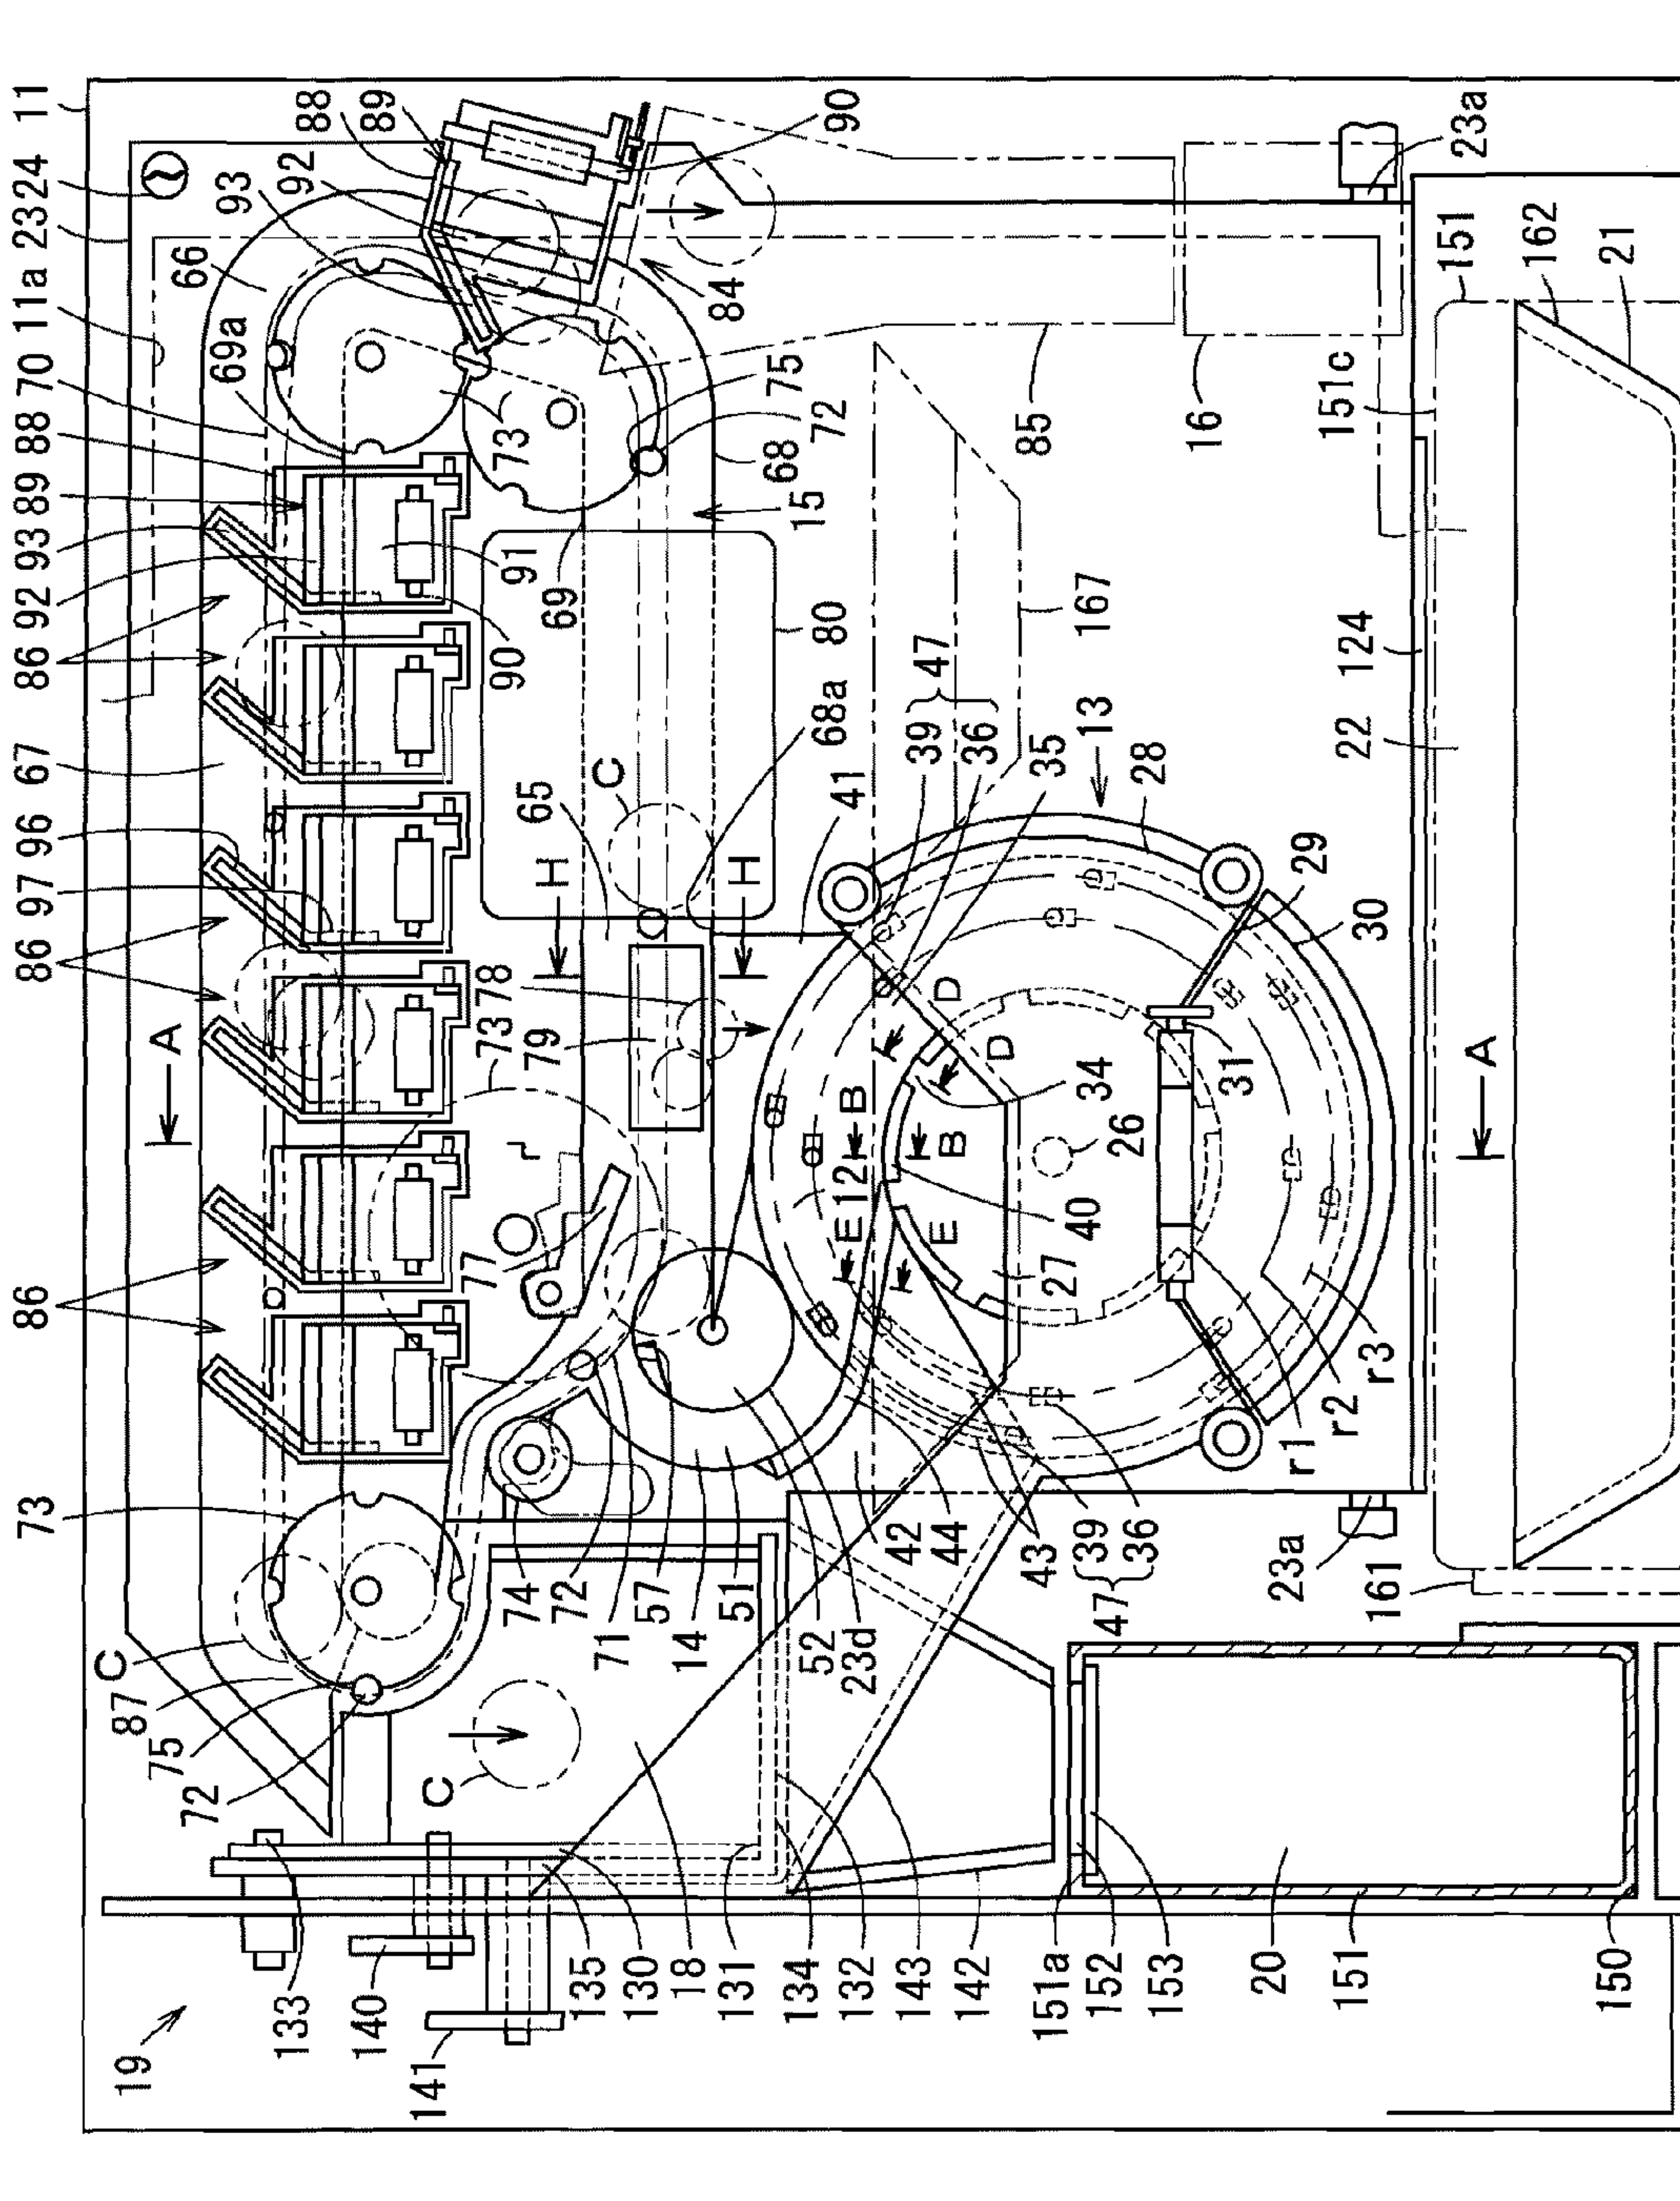 86 92 93 89 88 70 11a 23 24 11
86 97 96 67
86
73
69a 66 93 92 88 89
90
23a
84
151 162 21
73
75 72 68 15
85 16 151c
91 90 69
80 167 124
68a 47
39 36 35 13
22
65 C 41 28
H H
29 30
A A
73 78 79
D D
34
B B
26 31
12 40
E E
77 27
r1 r2 r3
C 87 75 72
C
74 72 71 57 14 51
52 23d
42 44 43 39 36
47
23a 161
19 133 140 141
135 130 18 131 134 132 143 142
151a 152 153 20 151 150